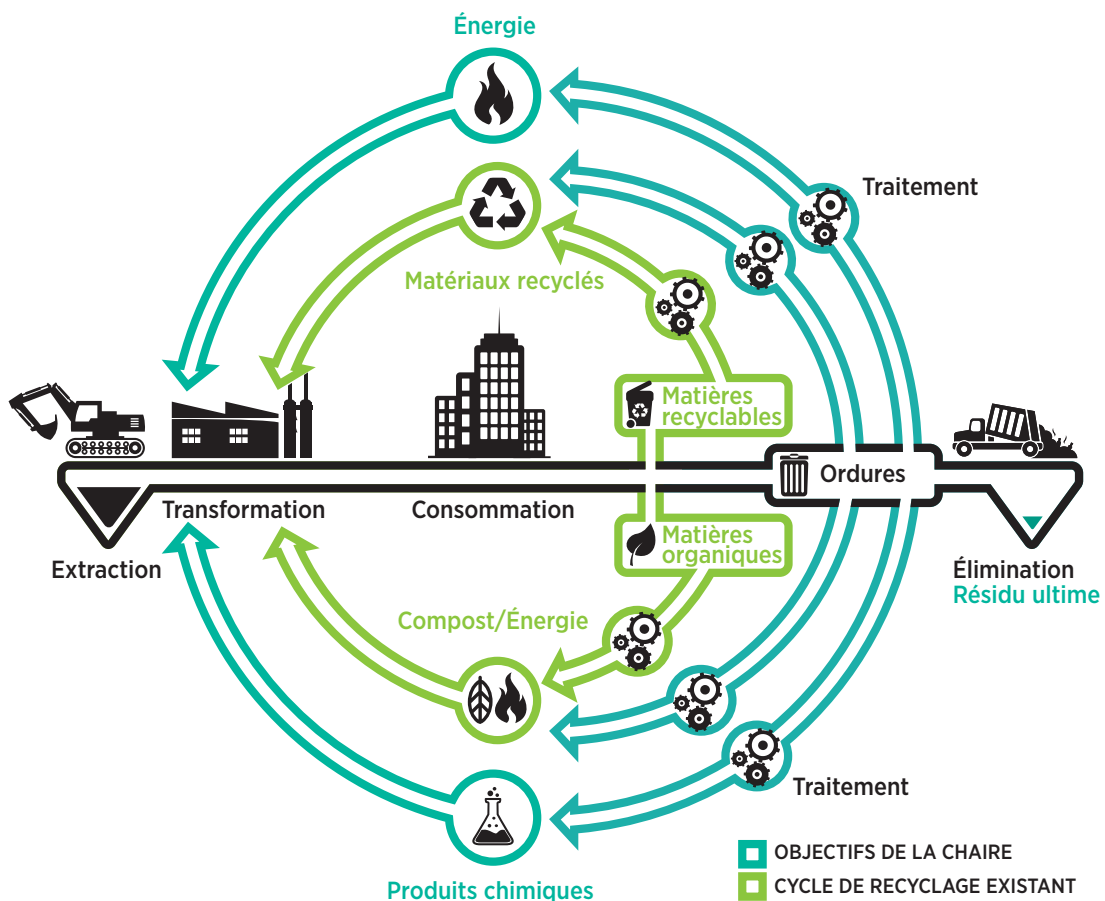 Énergie
Traitement
Matériaux recyclés
Matières
recyclables
Ordures
Transformation
Consommation
Matières
organiques
Extraction
Élimination
Résidu ultime
Compost/Énergie
Traitement
OBJECTIFS DE LA CHAIRE
CYCLE DE RECYCLAGE EXISTANT
Produits chimiques